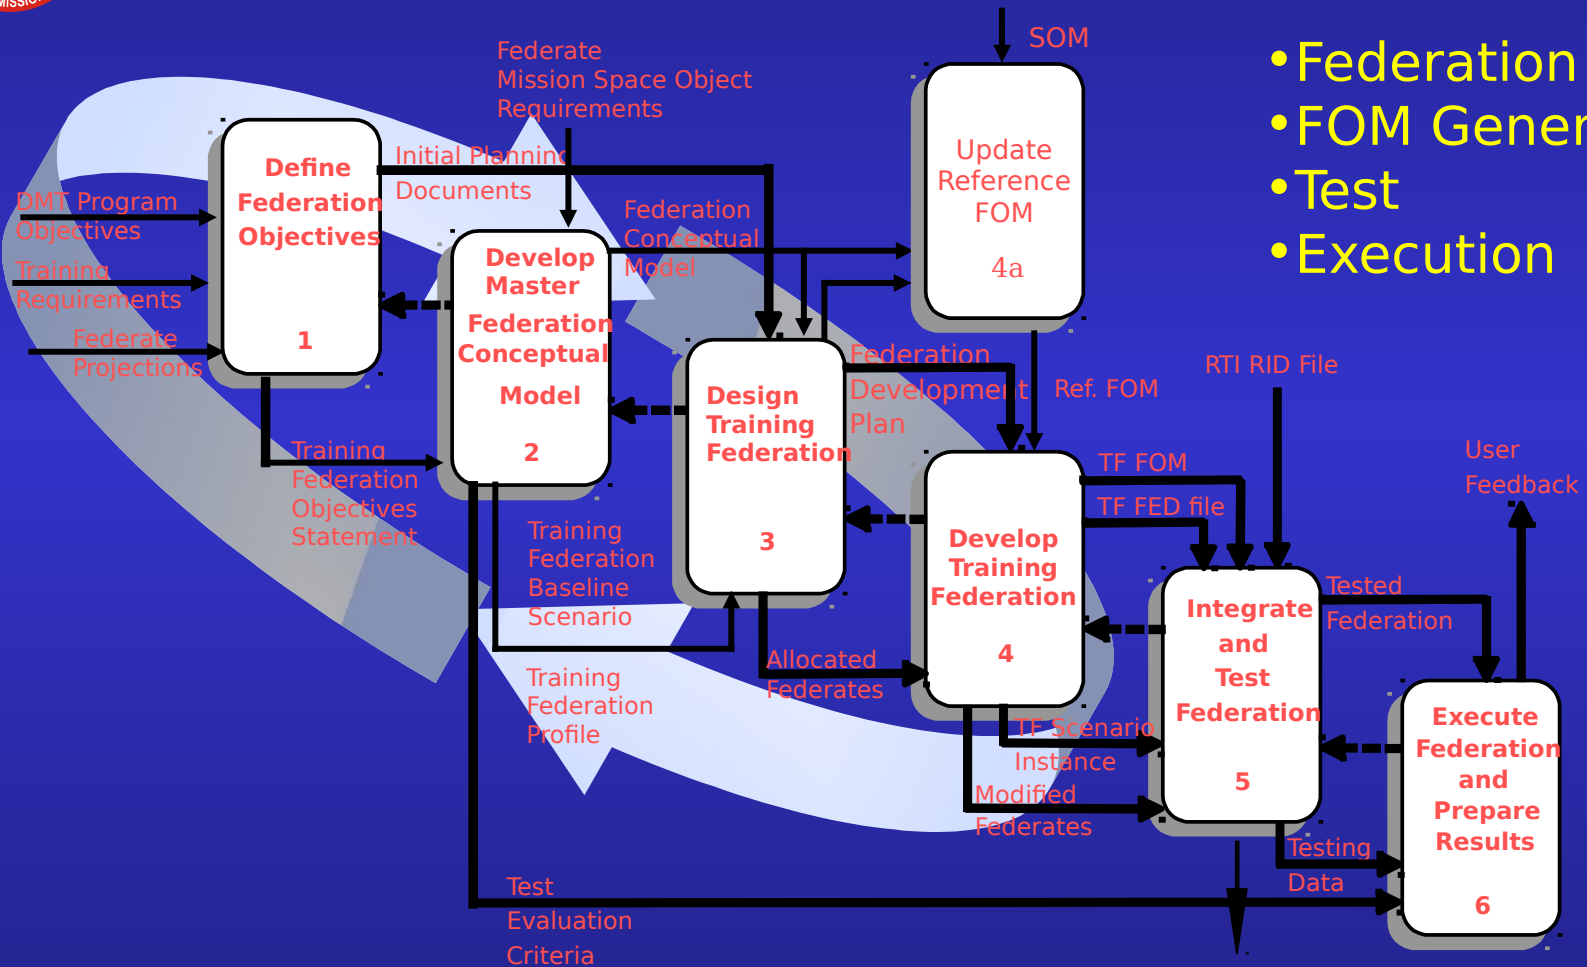 MISSION
SOM
Federate
Mission Space Object
Requirements
•Federation
•FOM Gener
•Test
•Execution
Define
Federation
Objectives
1
Initial Planning
Documents
DMT Program
Objectives
Training
Requirements
Federate
Projections
Federation
Conceptual
Model
Update
Reference
FOM
4a
Develop
Master
Federation
Conceptual
Model
2
Training
Federation
Objectives
Statement
Design
Training
Federation
3
Federation
Development
Plan
Ref. FOM
RTI RID File
User
Feedback
TF FOM
TF FED file
Training
Federation
Baseline
Scenario
Training
Federation
Profile
Develop
Training
Federation
4
Allocated
Federates
Integrate
and
Test
Federation
5
Tested
Federation
TF Scenario
Instance
Modified
Federates
Execute
Federation
and
Prepare
Results
6
Testing
Data
Test
Evaluation
Criteria